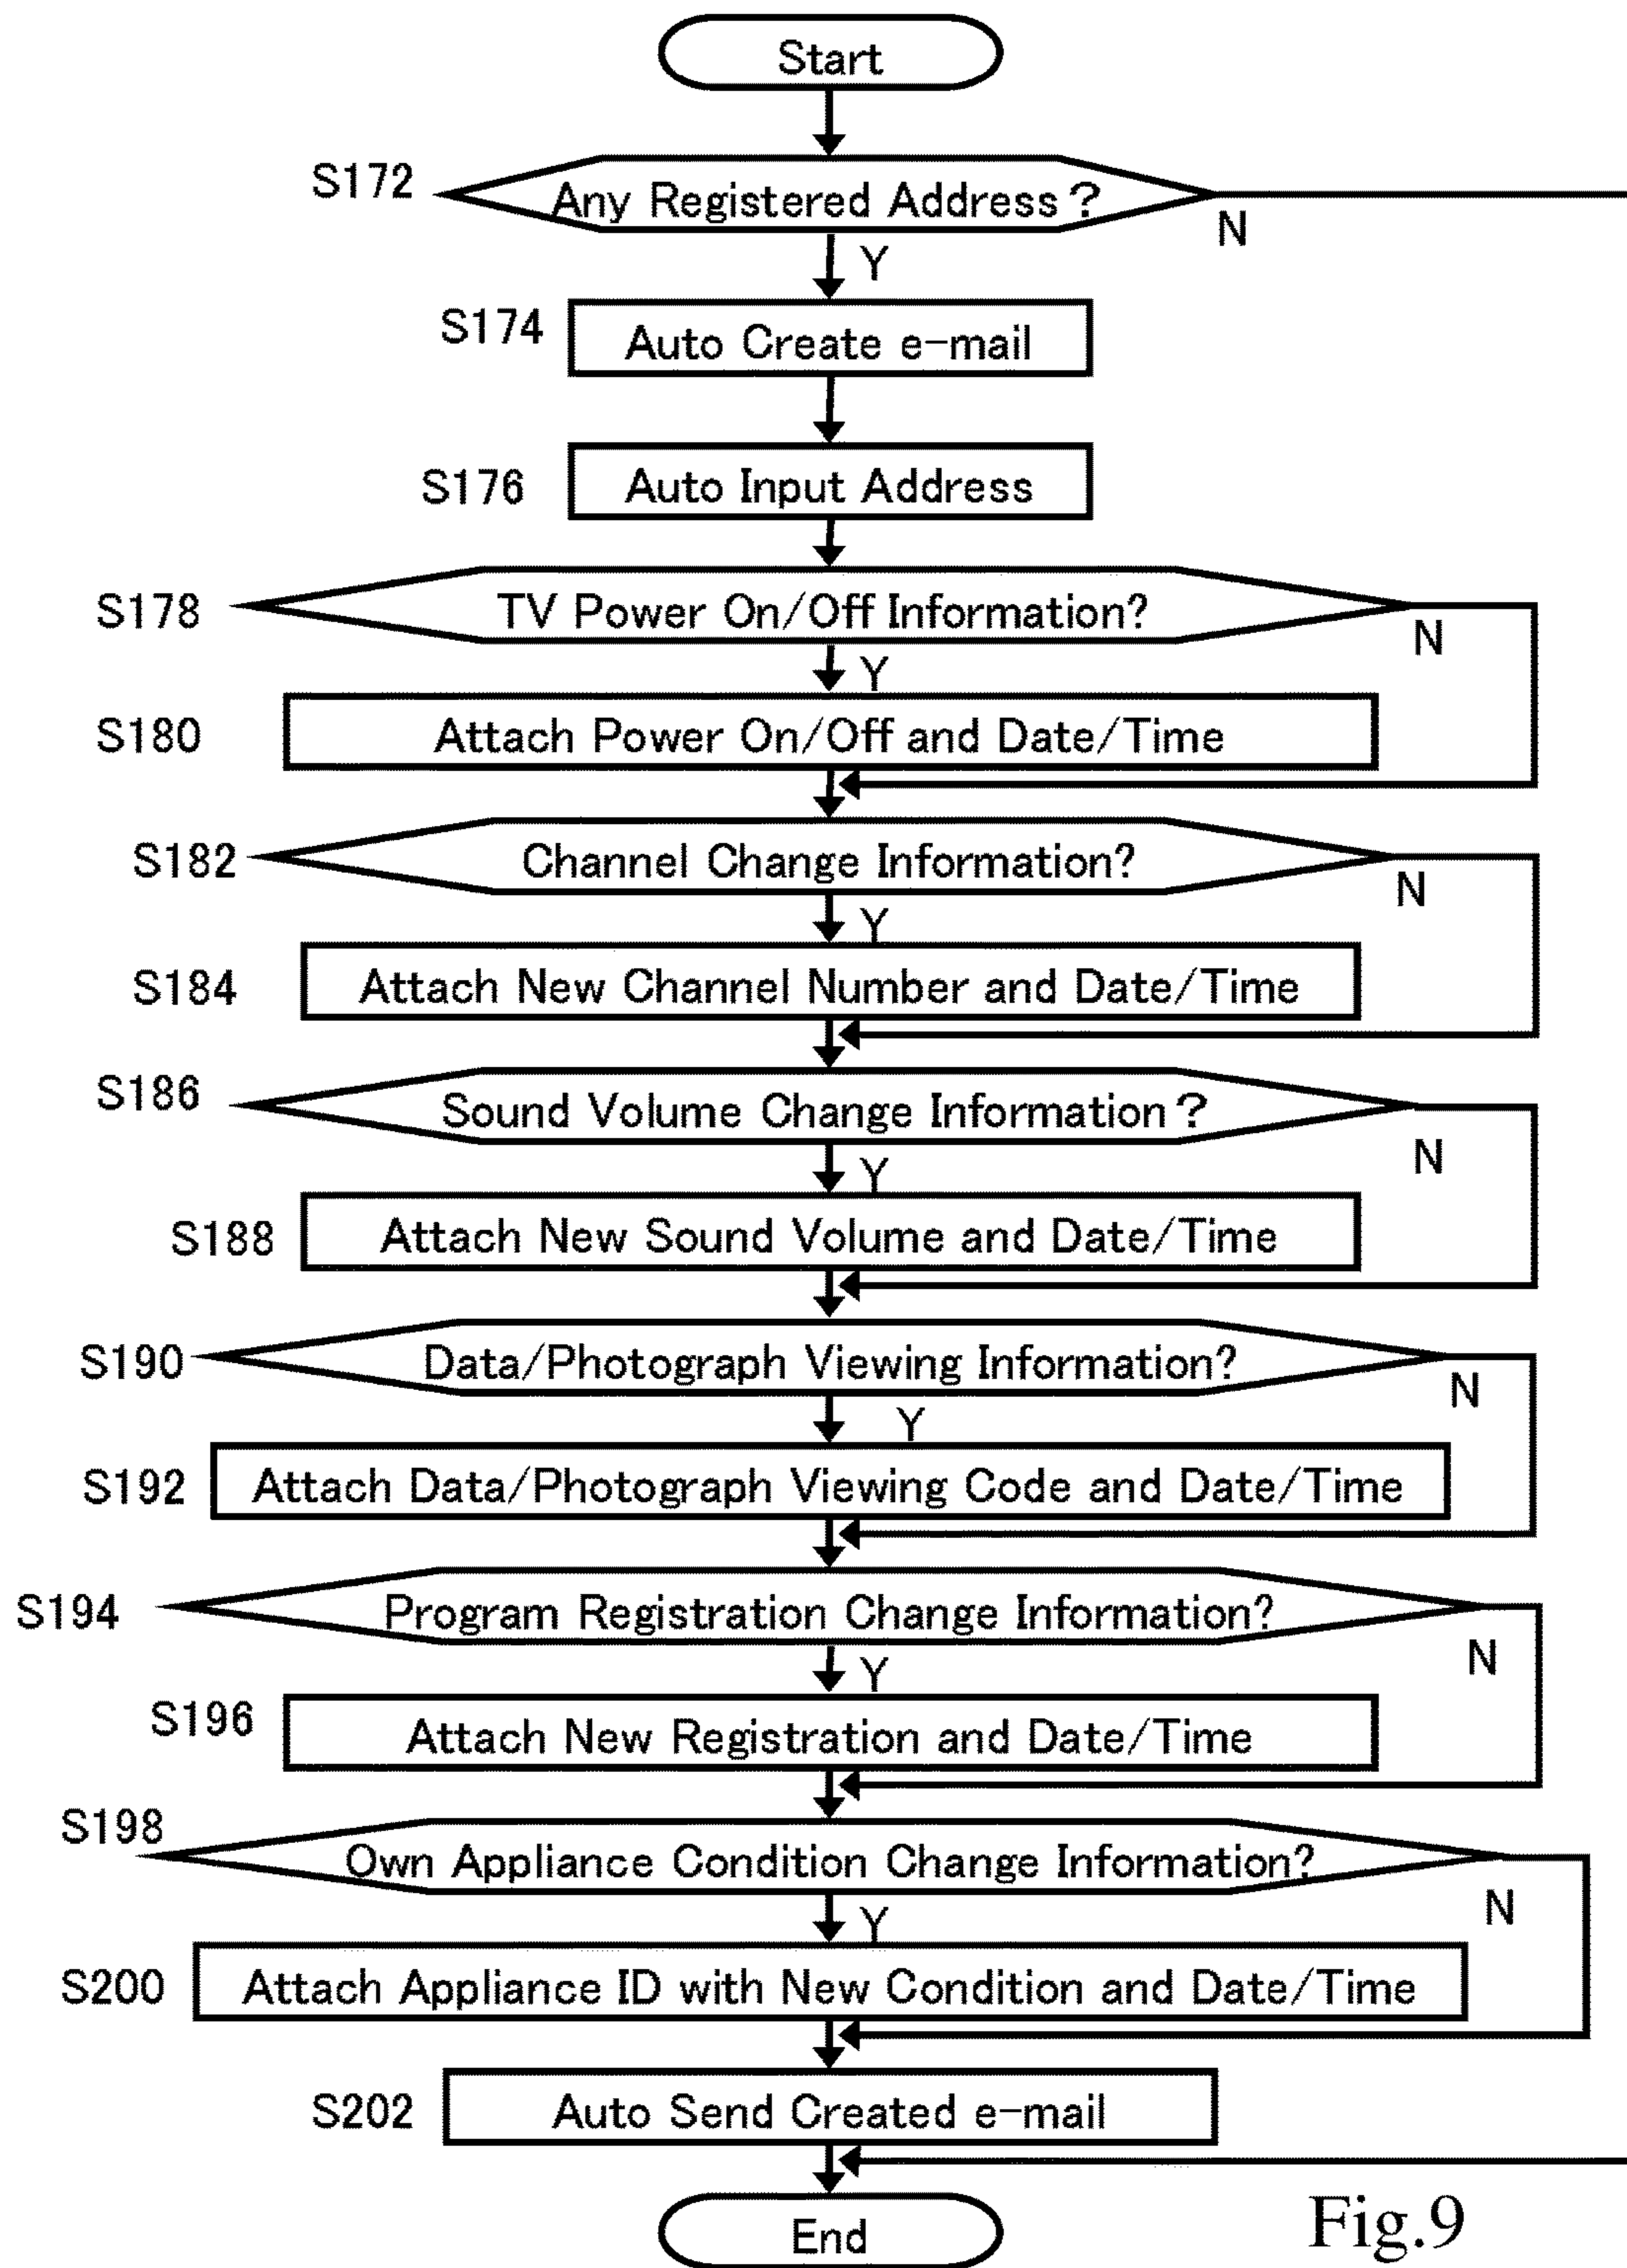 Start
S172
Any Registered Address?
N
Y
S174
Auto Create e-mail
S176
Auto Input Address
S178
TV Power On/Off Information?
N
Y
S180
Attach Power On/Off and Date/Time
S182
Channel Change Information?
N
Y
S184
Attach New Channel Number and Date/Time
S186
Sound Volume Change Information?
N
Y
S188
Attach New Sound Volume and Date/Time
S190
Data/Photograph Viewing Information?
N
Y
S192
Attach Data/Photograph Viewing Code and Date/Time
S194
Program Registration Change Information?
N
Y
S196
Attach New Registration and Date/Time
S198
Own Appliance Condition Change Information?
N
Y
S200
Attach Appliance ID with New Condition and Date/Time
S202
Auto Send Created e-mail
End
Fig.9